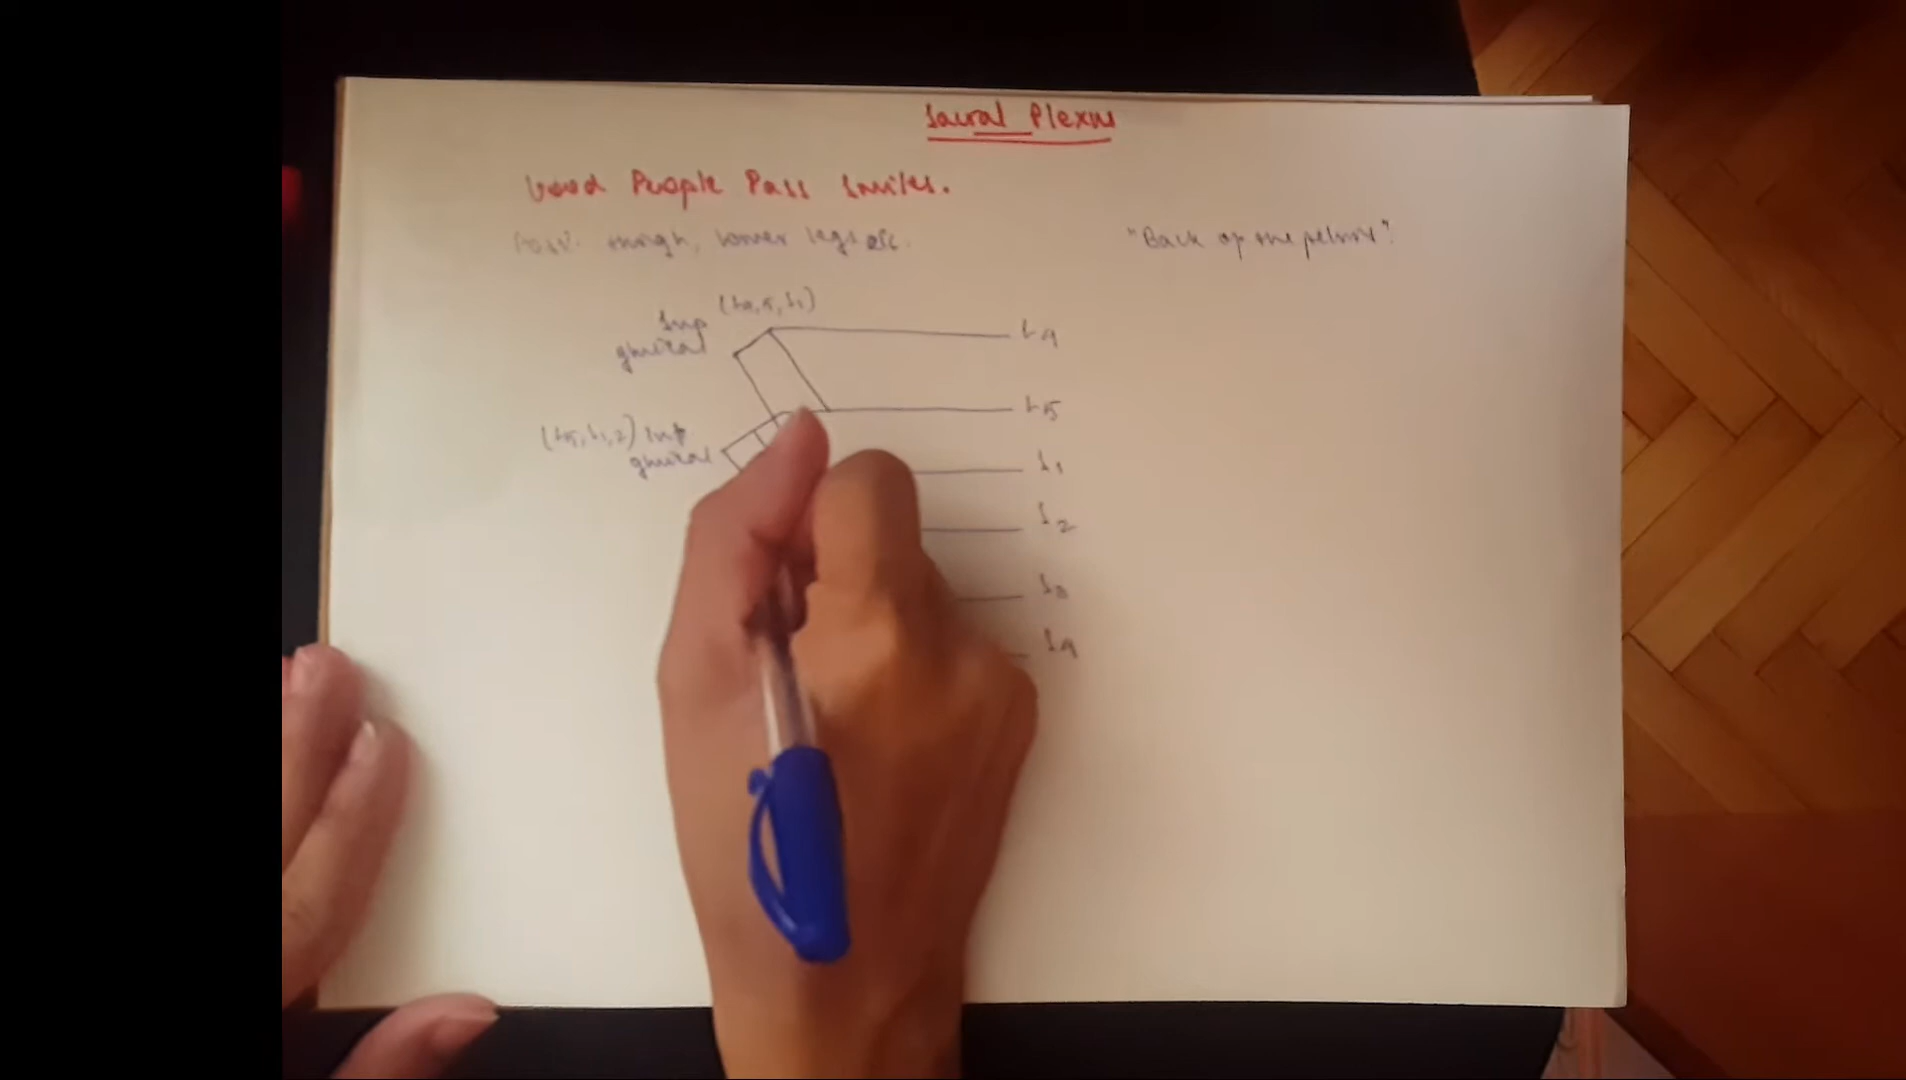 Sacral Plexus
Good People Pass Smiles.
Post. thigh, lower legs etc.
"Back of the pelvis".
(L4,5,S1)
Sup
gluteal
L4
L5
(L5,S1,2) Inf
gluteal
S1
S2
S3
S4